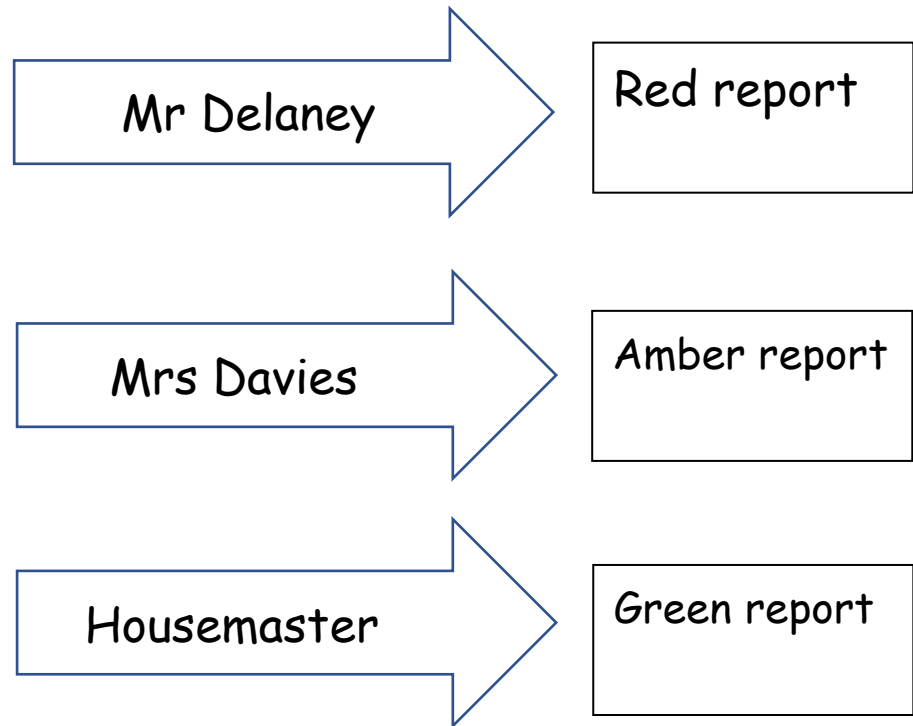 Mr Delaney
Red report
Mrs Davies
Amber report
Housemaster
Green report